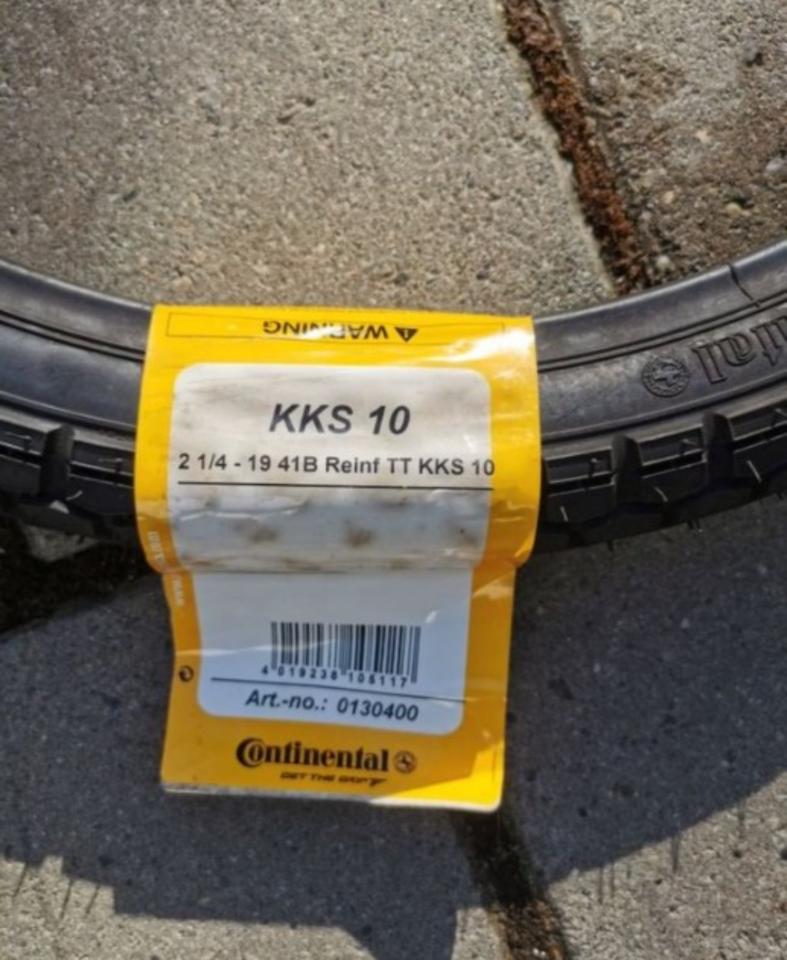 ⚠ WARNING
KKS 10
2 1/4 - 19 41B Reinf TT KKS 10
4 019238 105117
Art.-no.: 0130400
Continental
GET THE GRIP